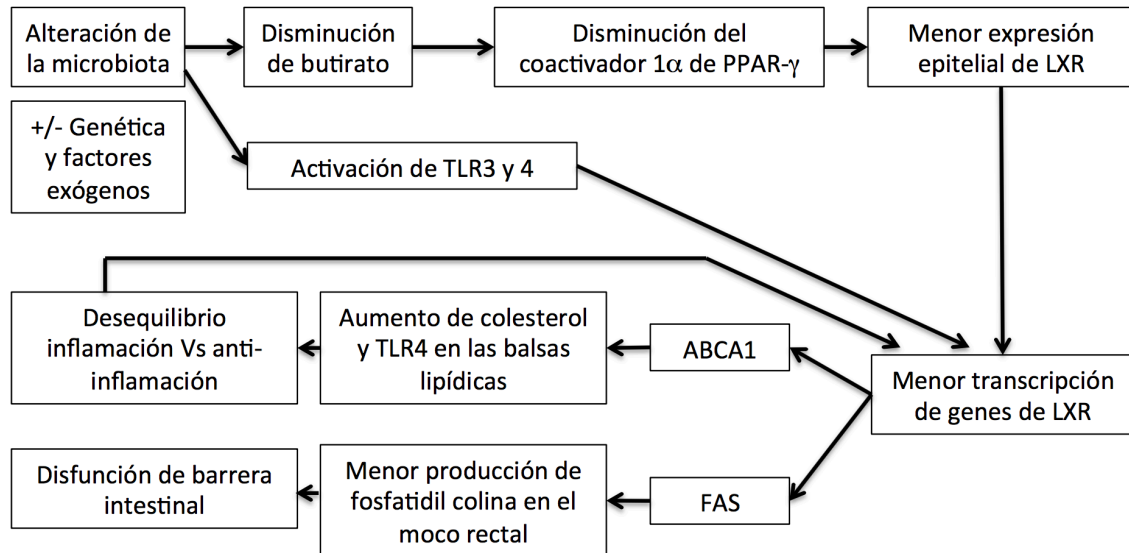 Alteración de
la microbiota
Disminución
de butirato
Disminución del
coactivador 1α de PPAR-γ
Menor expresión
epitelial de LXR
+/- Genética
y factores
exógenos
Activación de TLR3 y 4
Desequilibrio
inflamación Vs anti-
inflamación
Aumento de colesterol
y TLR4 en las balsas
lipídicas
ABCA1
Menor transcripción
de genes de LXR
Disfunción de barrera
intestinal
Menor producción de
fosfatidil colina en el
moco rectal
FAS